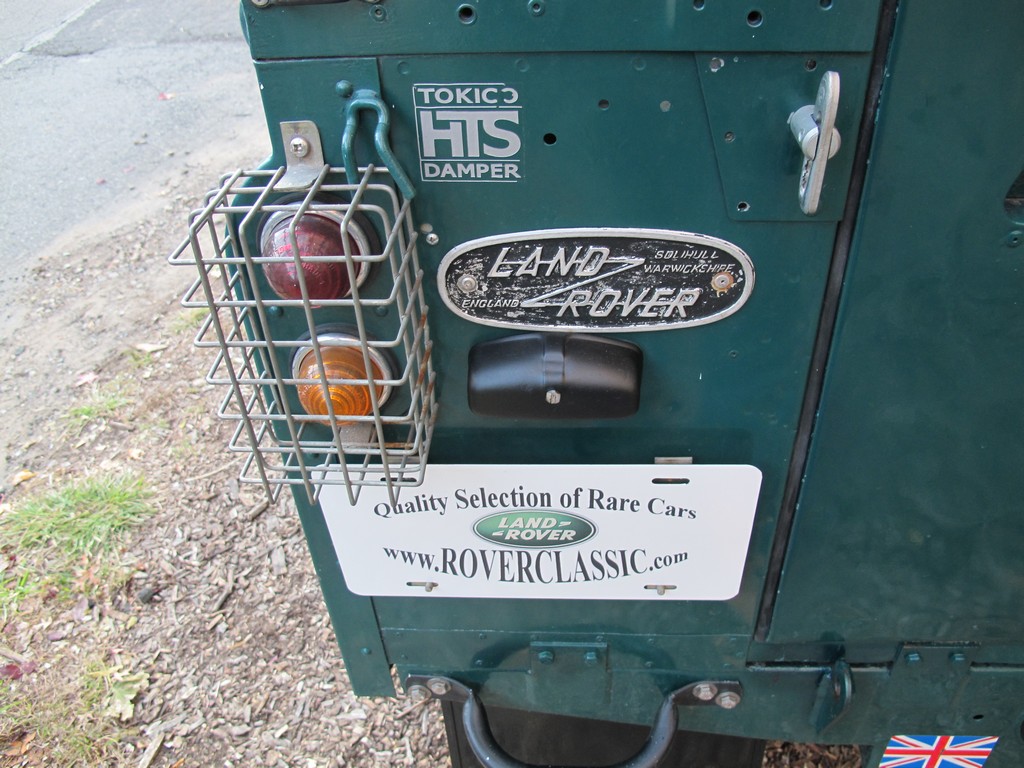 TOKICO
HTS
DAMPER
LAND
ROVER
SOLIHULL
WARWICKSHIRE
ENGLAND
Quality Selection of Rare Cars
LAND-
-ROVER
www.ROVERCLASSIC.com